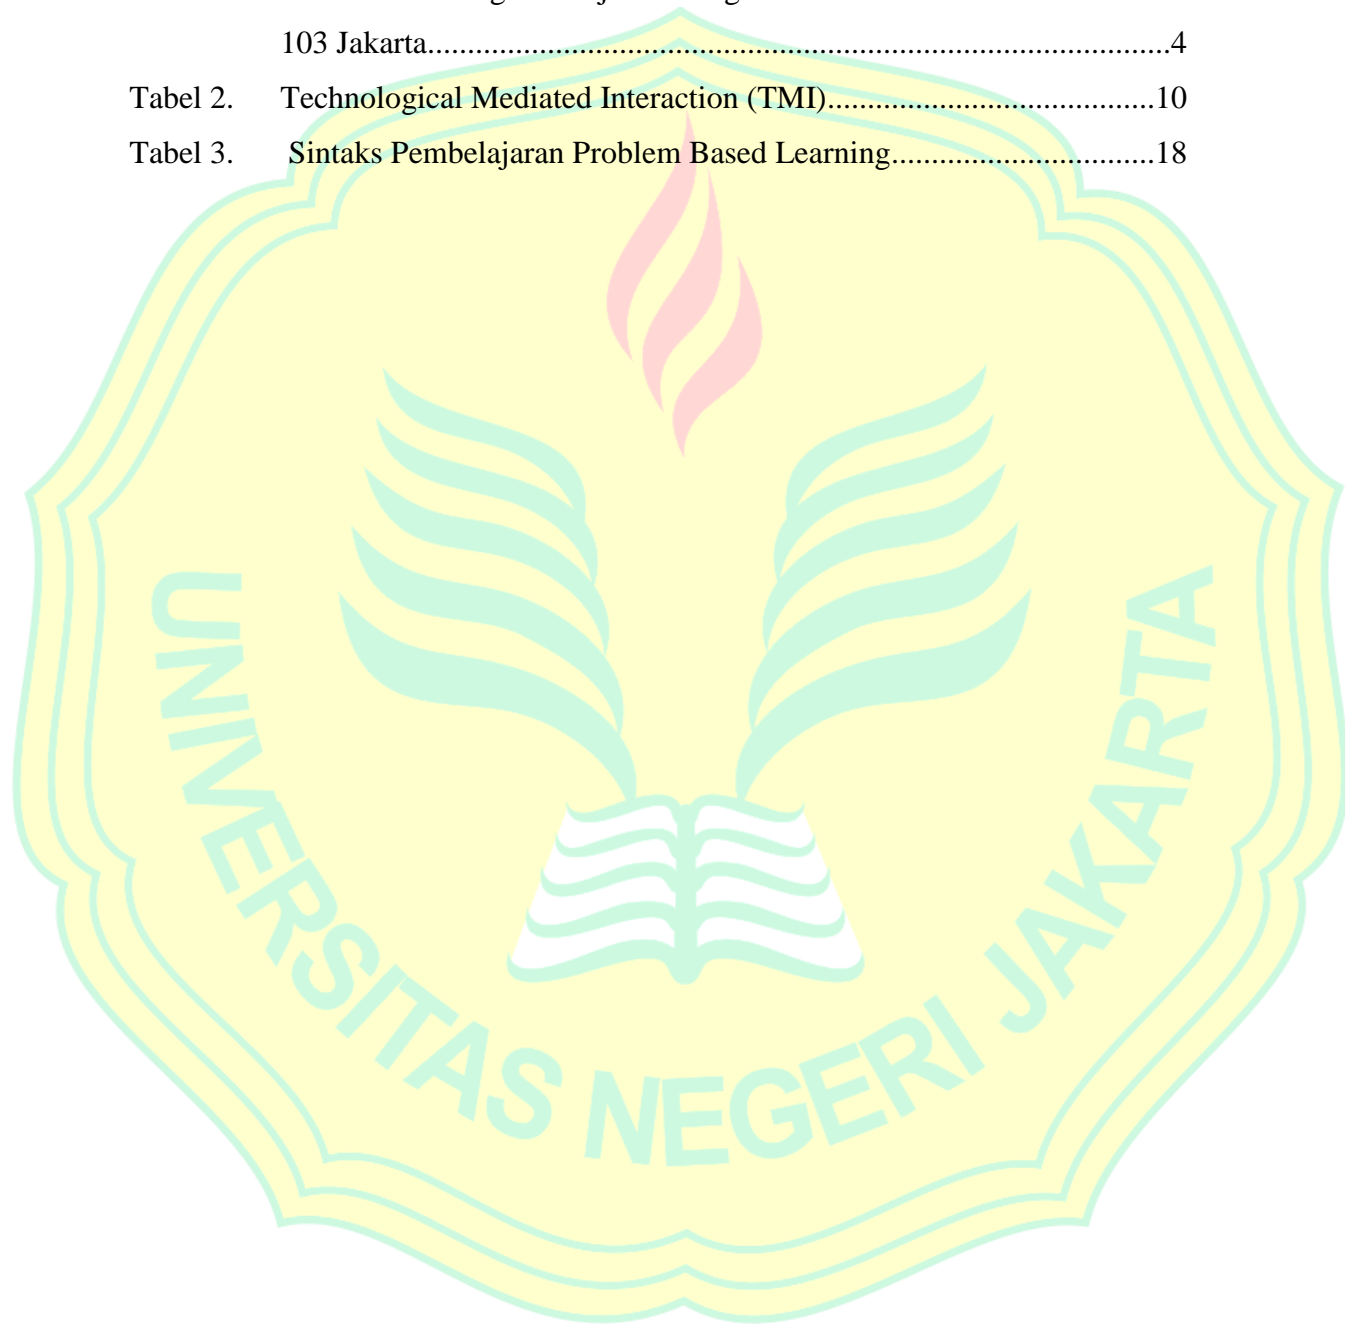 103 Jakarta............................................................................................4
Tabel 2. Technological Mediated Interaction (TMI).........................................10
Tabel 3. Sintaks Pembelajaran Problem Based Learning.................................18
UNIVERSITAS NEGERI JAKARTA